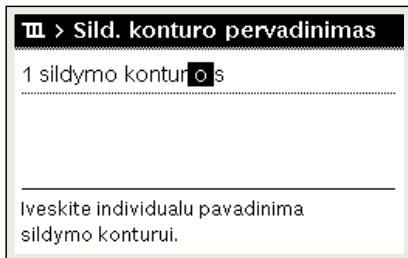 > Sild. konturo pervadinimas
1 sildymo konturos
Iveskite individualu pavadinima
sildymo konturui.